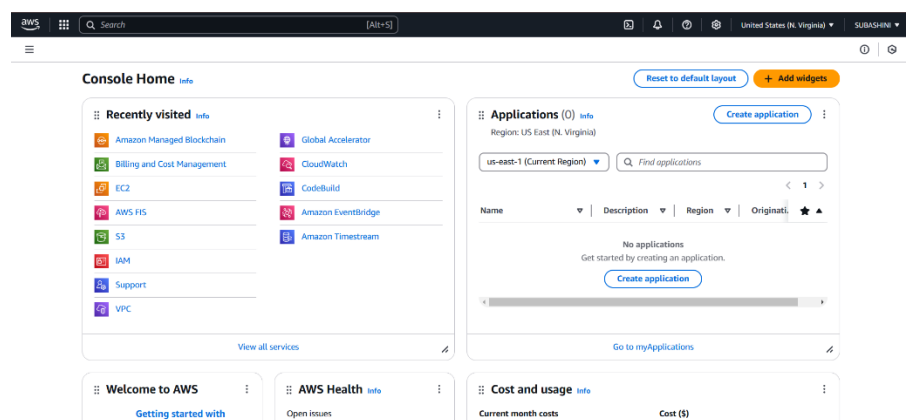 aws
Search [Alt+S]
United States (N. Virginia) ▼
SUBASHINI ▼
Console Home Info
Reset to default layout
+ Add widgets
Recently visited Info
Amazon Managed Blockchain
Billing and Cost Management
EC2
AWS FIS
S3
IAM
Support
VPC
Global Accelerator
CloudWatch
CodeBuild
Amazon EventBridge
Amazon Timestream
View all services
Applications (0) Info
Create application
Region: US East (N. Virginia)
us-east-1 (Current Region) ▼
Find applications
1
Name Description Region Originati.
No applications
Get started by creating an application.
Create application
Go to myApplications
Welcome to AWS
Getting started with
AWS Health Info
Open issues
Cost and usage Info
Current month costs
Cost ($)